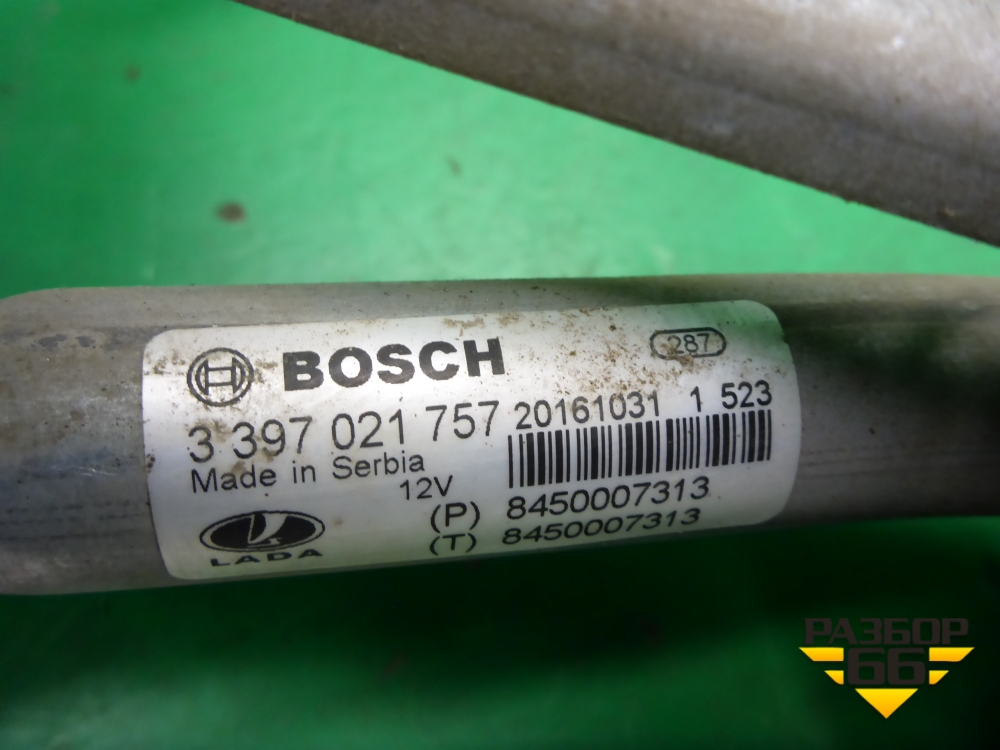 BOSCH 287
3 397 021 757 20161031 1 523
Made in Serbia
12V (P) 8450007313
LADA (T) 8450007313
РАЗБОР
66